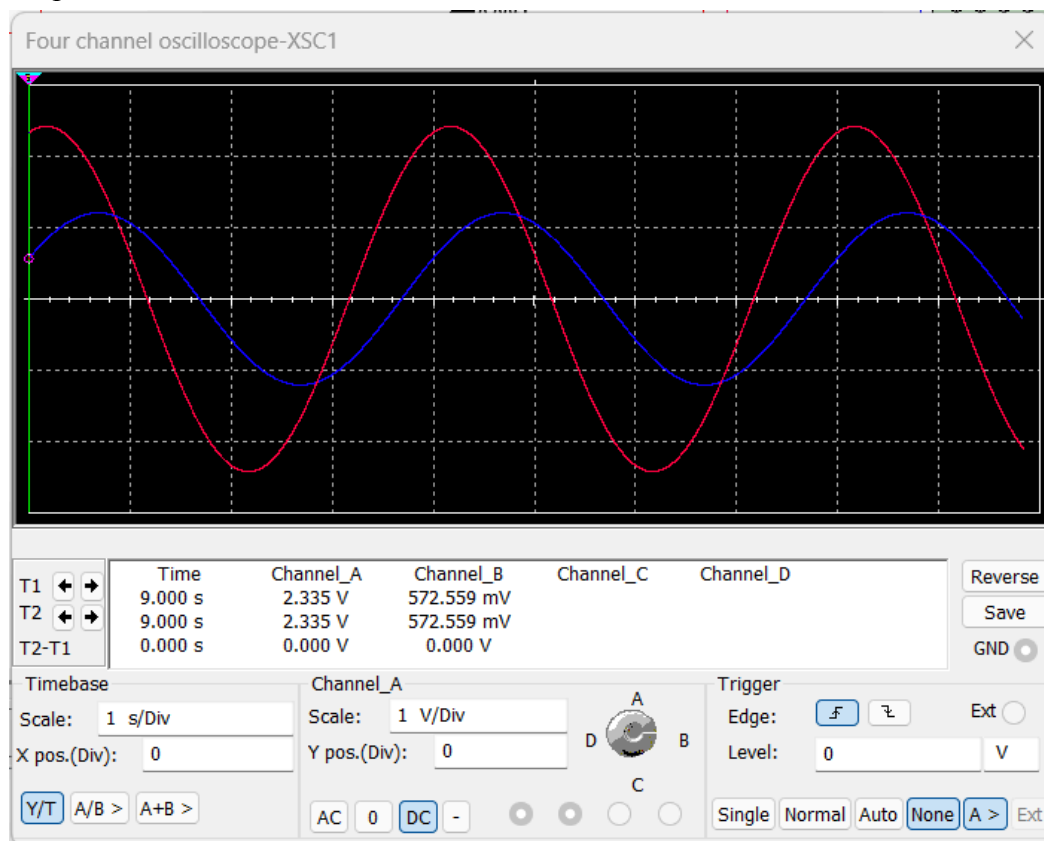 Four channel oscilloscope-XSC1
Time Channel_A Channel_B Channel_C Channel_D
T1 9.000 s 2.335 V 572.559 mV
T2 9.000 s 2.335 V 572.559 mV
T2-T1 0.000 s 0.000 V 0.000 V
Reverse
Save
GND
Timebase
Scale: 1 s/Div
X pos.(Div): 0
Y/T A/B > A+B >
Channel_A
Scale: 1 V/Div
Y pos.(Div): 0
AC 0 DC -
A
D B
C
Trigger
Edge: Ext
Level: 0 V
Single Normal Auto None A > Ext